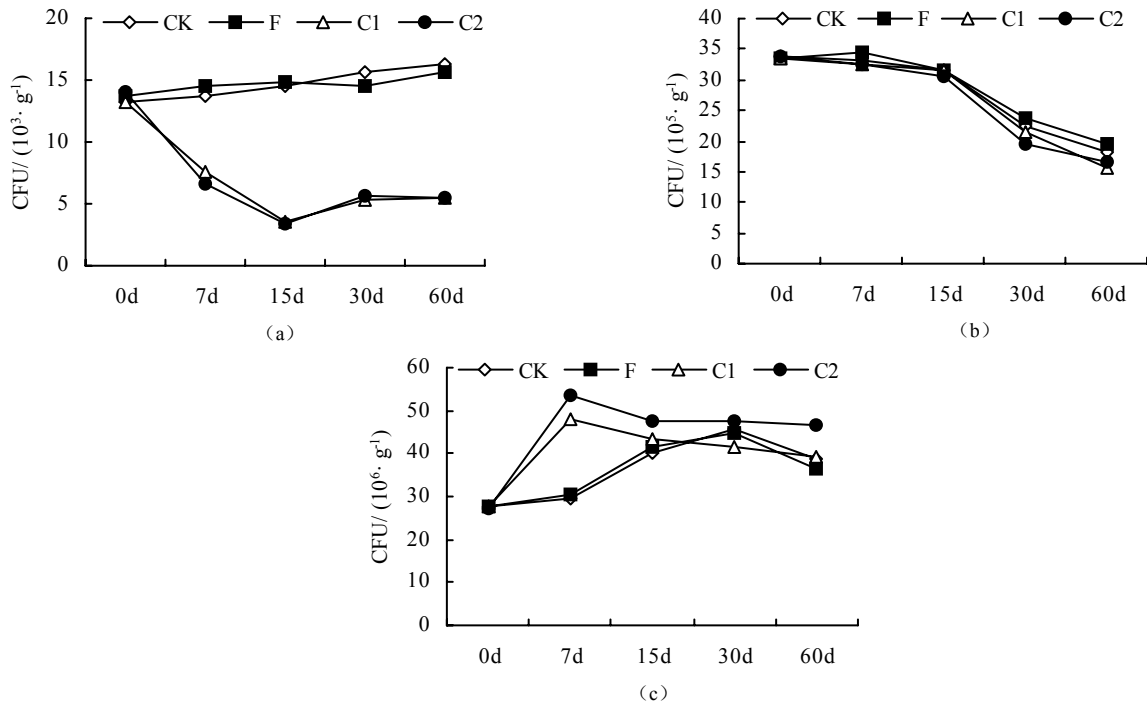 CK F C1 C2
20
15
10
5
0
CFU/ (10³· g⁻¹)
0d 7d 15d 30d 60d
（a）
CK F C1 C2
40
35
30
25
20
15
10
5
0
CFU/ (10⁵· g⁻¹)
0d 7d 15d 30d 60d
（b）
CK F C1 C2
60
50
40
30
20
10
0
CFU/ (10⁶· g⁻¹)
0d 7d 15d 30d 60d
（c）